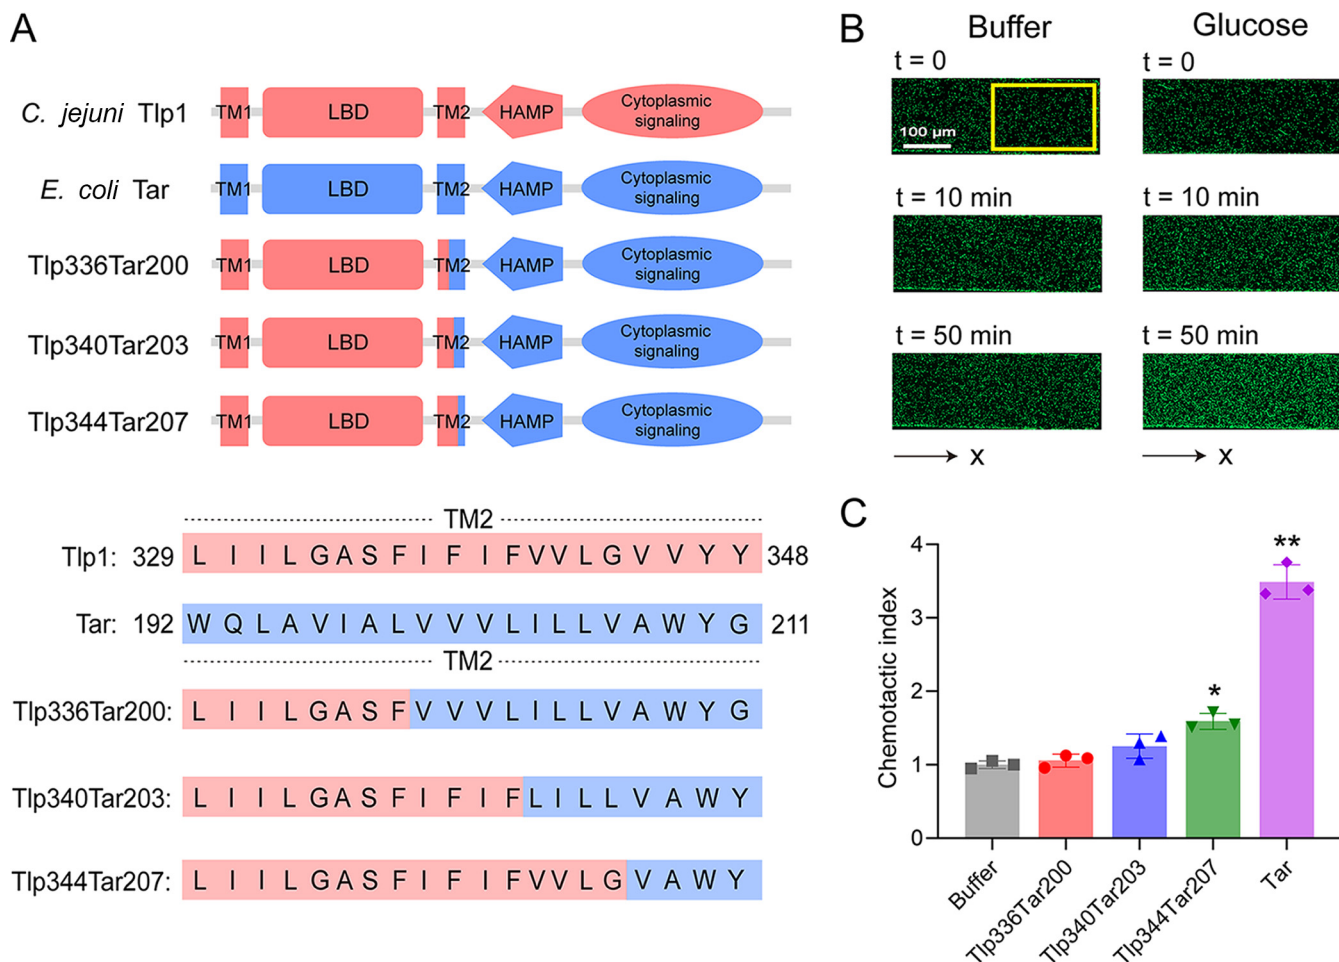 A
C. jejuni Tlp1
TM1 LBD TM2 HAMP Cytoplasmic
signaling
E. coli Tar
TM1 LBD TM2 HAMP Cytoplasmic
signaling
Tlp336Tar200
TM1 LBD TM2 HAMP Cytoplasmic
signaling
Tlp340Tar203
TM1 LBD TM2 HAMP Cytoplasmic
signaling
Tlp344Tar207
TM1 LBD TM2 HAMP Cytoplasmic
signaling
TM2
Tlp1: 329 L I I L G A S F I F I F V V L G V V Y Y 348
Tar: 192 W Q L A V I A L V V V L I L L V A W Y G 211
TM2
Tlp336Tar200: L I I L G A S F V V V L I L L V A W Y G
Tlp340Tar203: L I I L G A S F I F I F L I L L V A W Y
Tlp344Tar207: L I I L G A S F I F I F V V L G V A W Y
B
Buffer Glucose
t = 0 t = 0
100 µm
t = 10 min t = 10 min
t = 50 min t = 50 min
x x
C
Chemotactic index
4
3
2
1
0
* **
Buffer
Tlp336Tar200
Tlp340Tar203
Tlp344Tar207
Tar